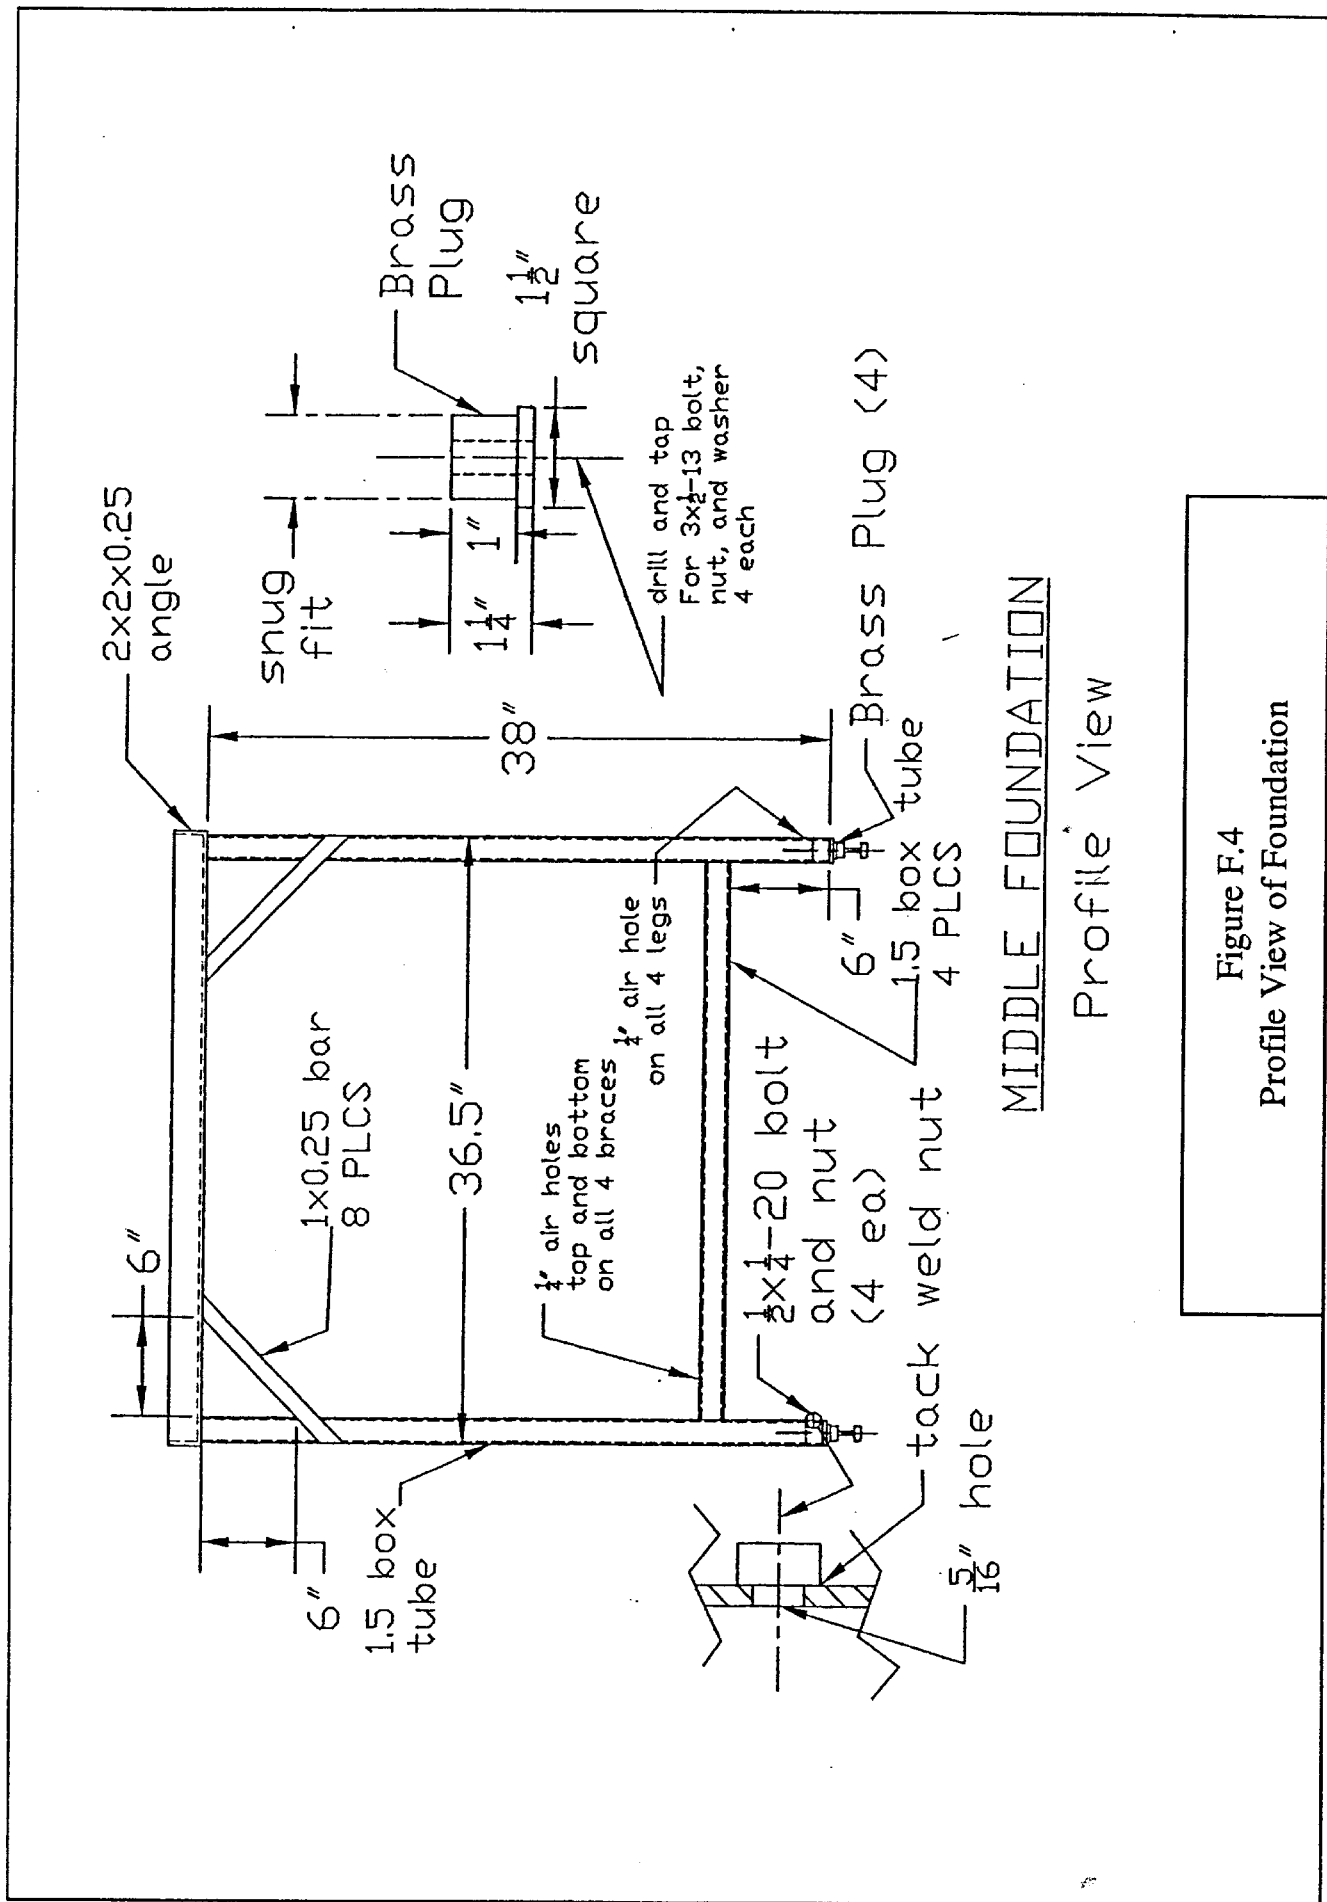 2x2x0.25
angle
snug
fit
Brass
Plug
1"
1 1/4"
1 1/2"
square
drill and tap
For 3x1/2-13 bolt,
nut, and washer
4 each
6"
6"
1x0.25 bar
8 PLCS
1.5 box
tube
36.5"
38"
1/4" air holes
top and bottom
on all 4 braces
1/4" air hole
on all 4 legs
6"
1/2x1/4-20 bolt
and nut
(4 ea)
1.5 box tube
4 PLCS
Brass Plug (4)
tack weld nut
5/16" hole
MIDDLE FOUNDATION
Profile View
Figure F.4
Profile View of Foundation